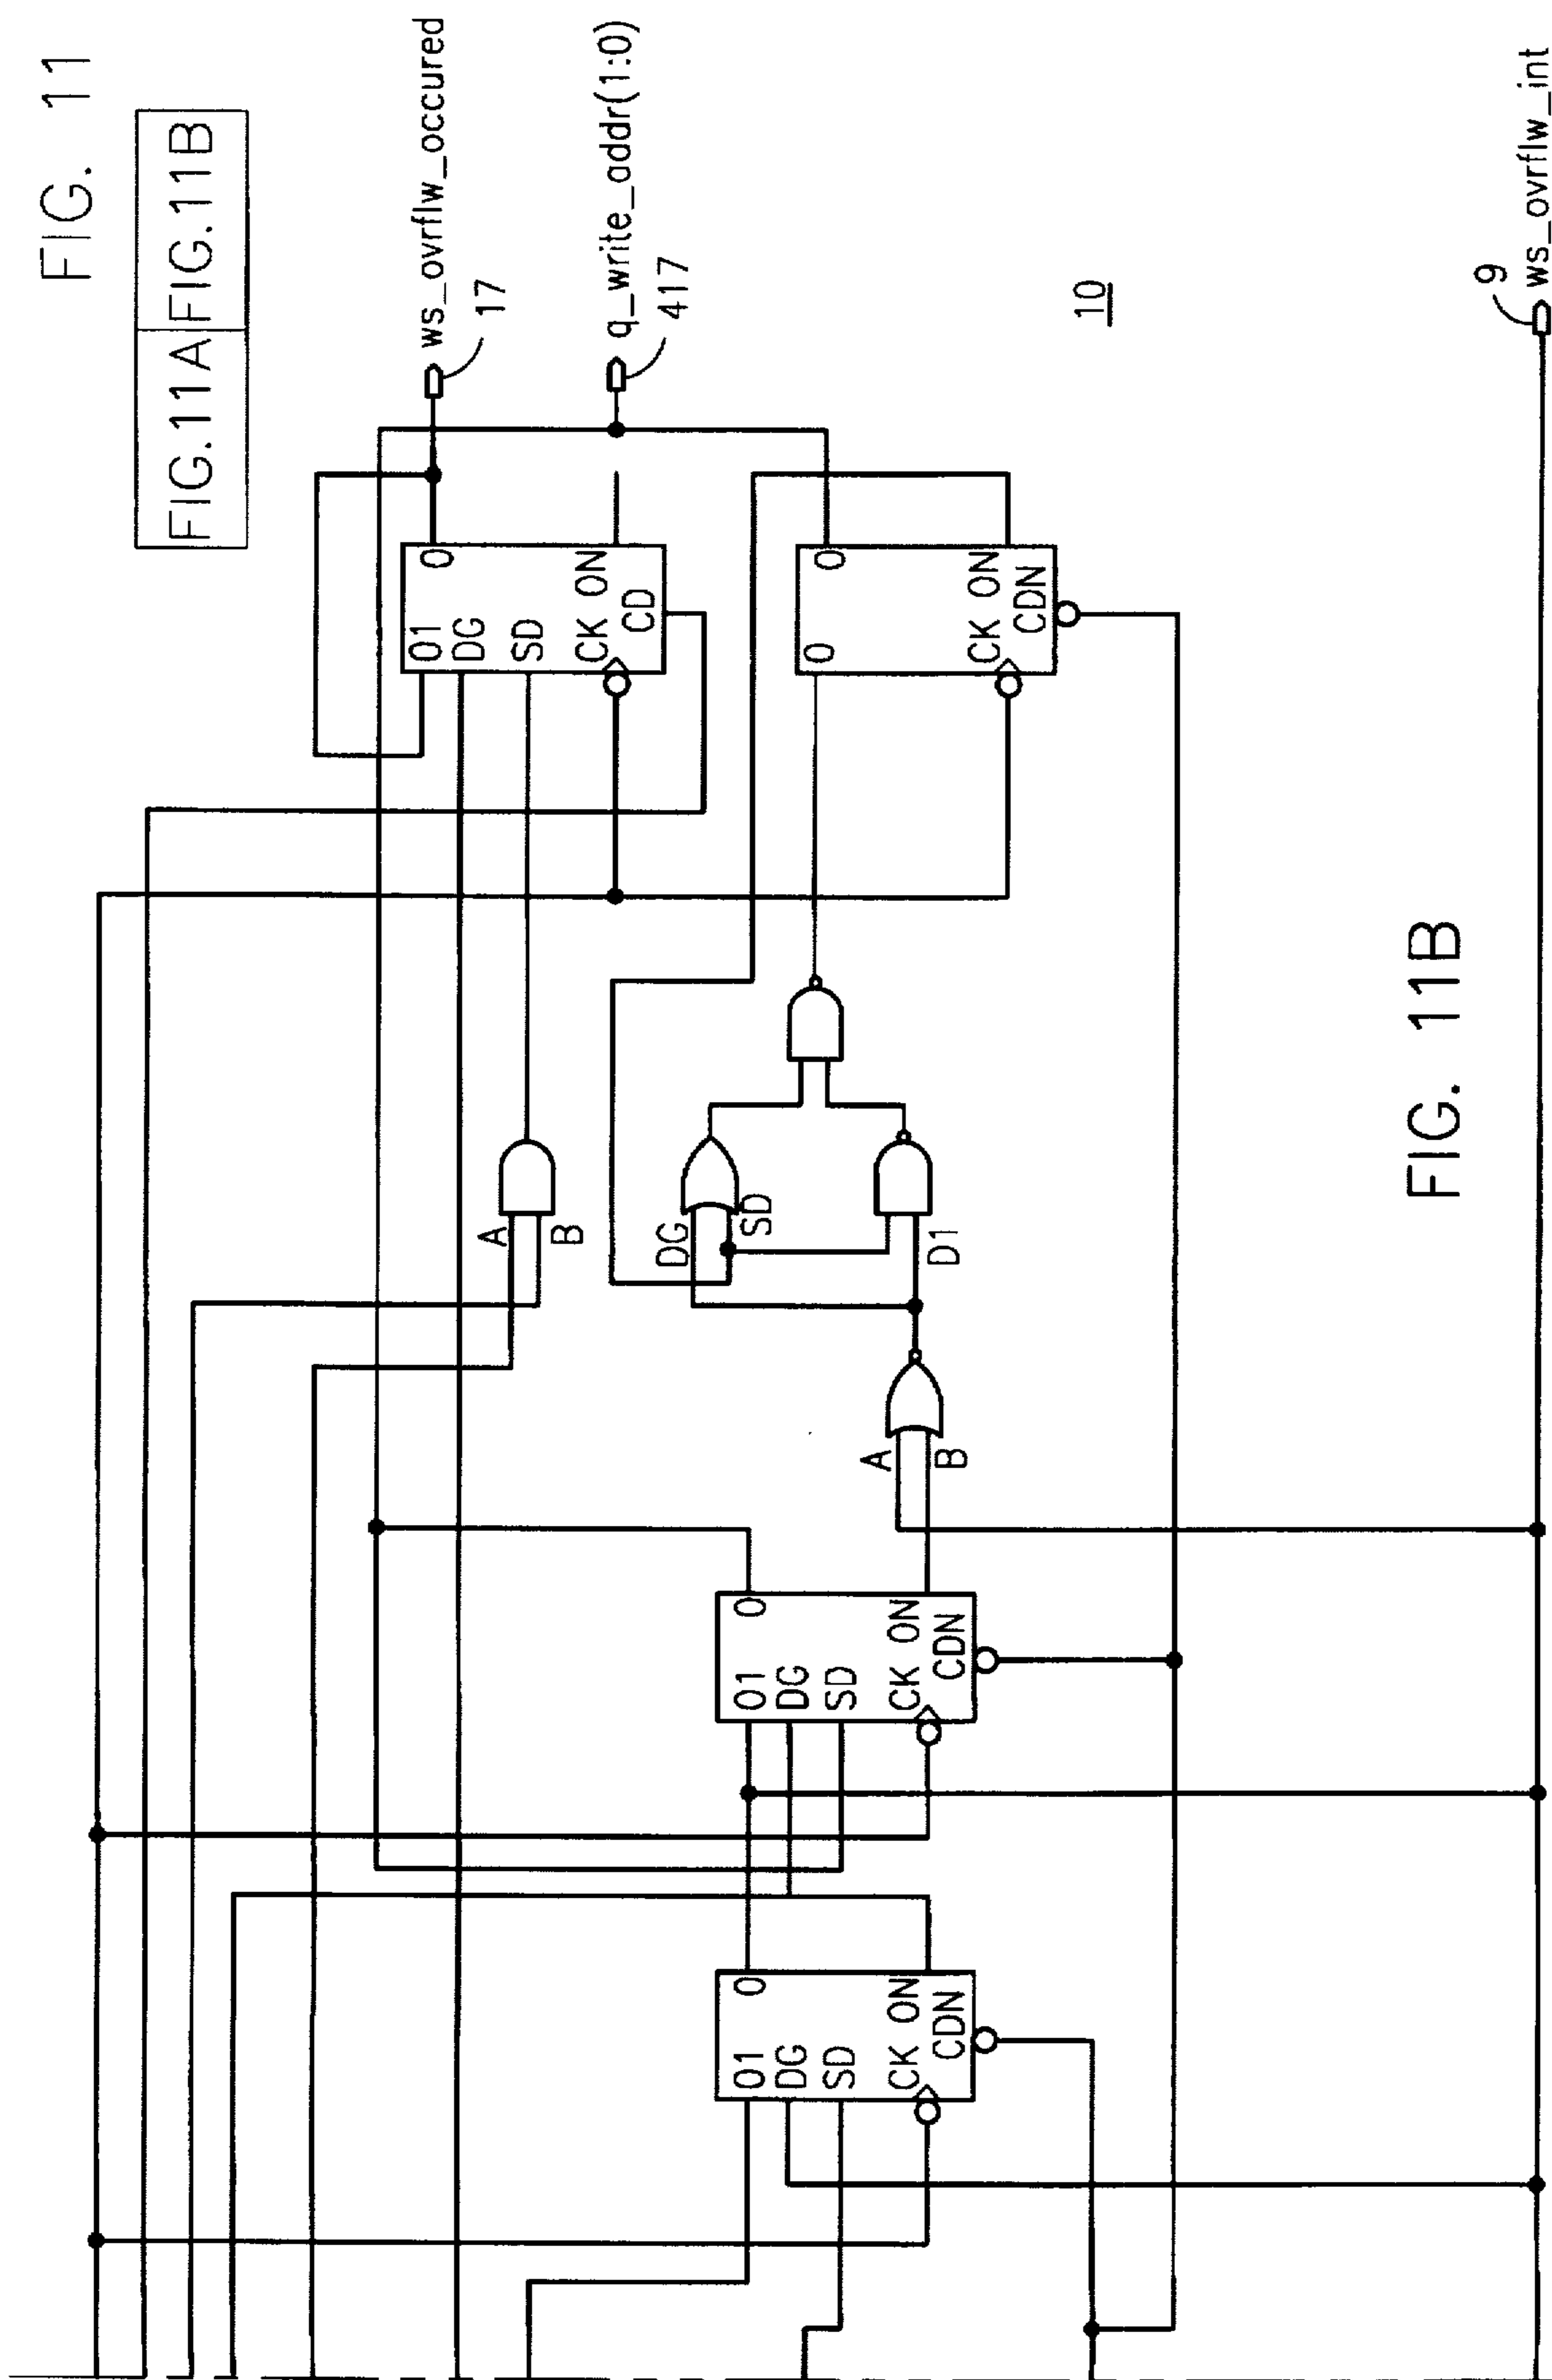 FIG. 11
FIG.11A FIG.11B
ws_ovrflw_occured
17
q_write_addr(1:0)
417
10
9
ws_ovrflw_int
01
DG
SD
CK
0
ON
CD
0
CK
0
ON
CDN
A
B
DG
SD
D1
A
B
01
DG
SD
CK
0
ON
CDN
01
DG
SD
CK
0
ON
CDN
FIG. 11B